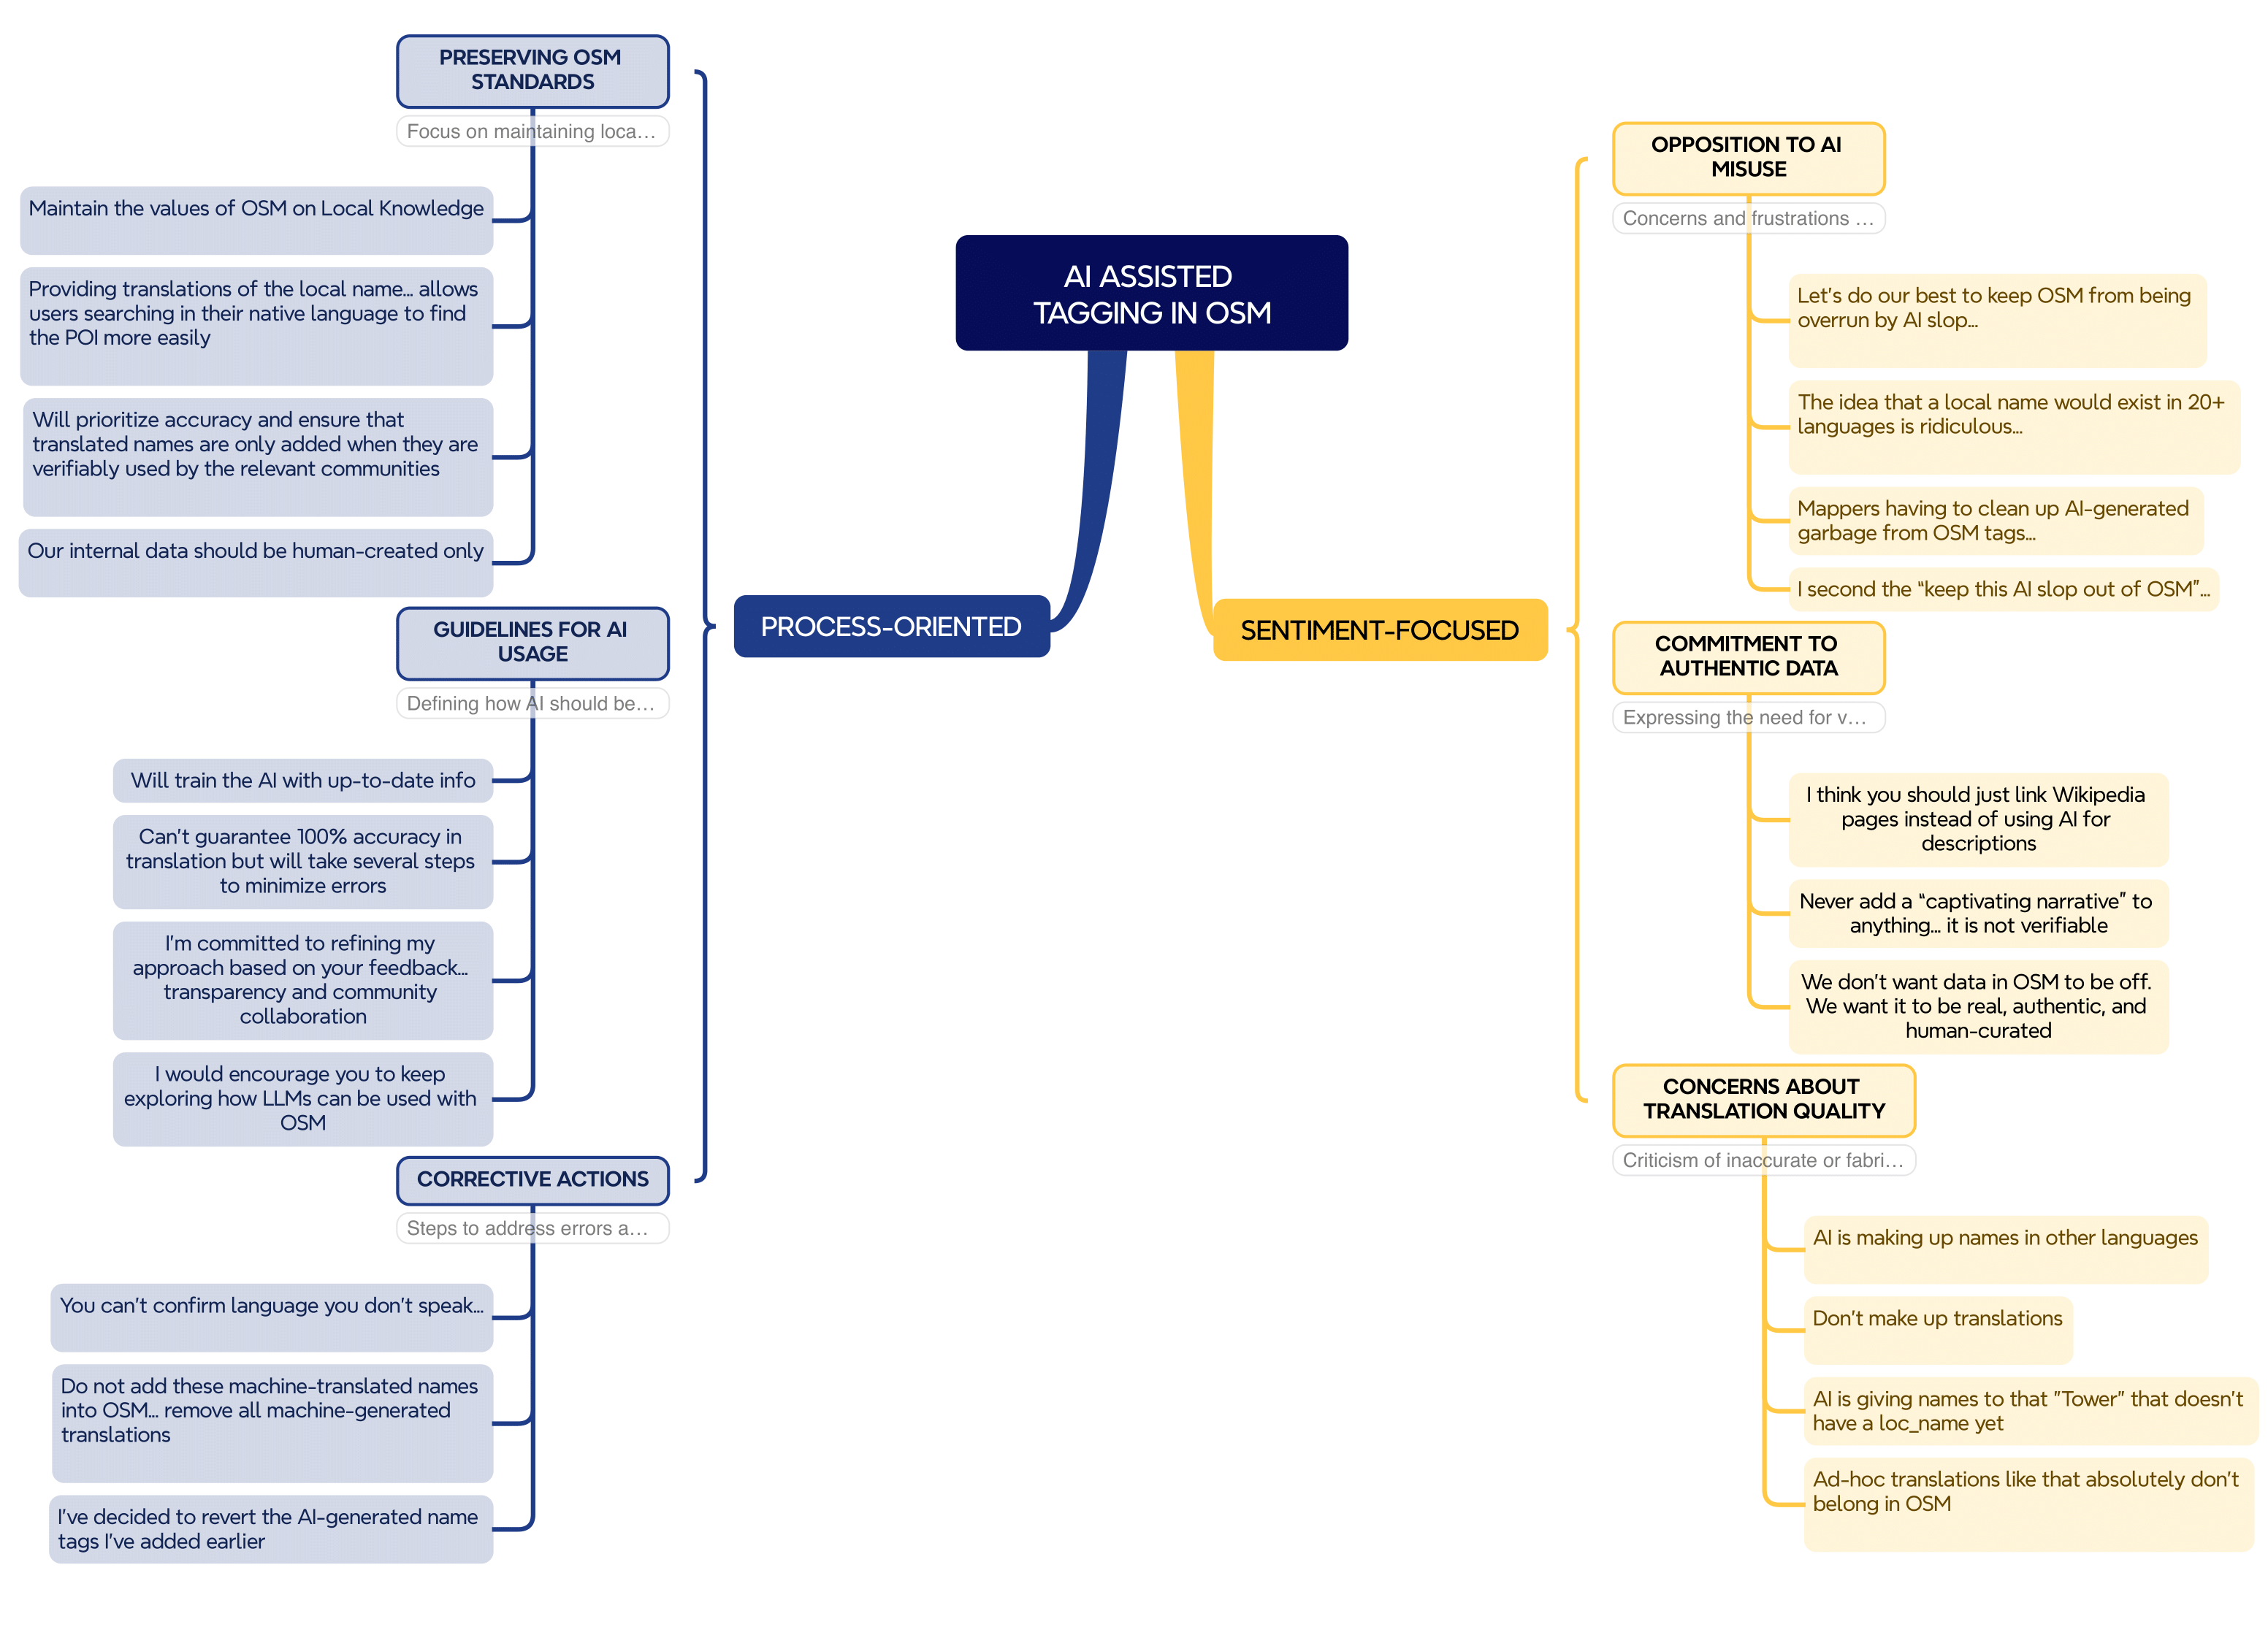 AI ASSISTED
TAGGING IN OSM
PROCESS-ORIENTED
PRESERVING OSM
STANDARDS
Focus on maintaining loca…
Maintain the values of OSM on Local Knowledge
Providing translations of the local name... allows
users searching in their native language to find
the POI more easily
Will prioritize accuracy and ensure that
translated names are only added when they are
verifiably used by the relevant communities
Our internal data should be human-created only
GUIDELINES FOR AI
USAGE
Defining how AI should be…
Will train the AI with up-to-date info
Can't guarantee 100% accuracy in
translation but will take several steps
to minimize errors
I'm committed to refining my
approach based on your feedback...
transparency and community
collaboration
I would encourage you to keep
exploring how LLMs can be used with
OSM
CORRECTIVE ACTIONS
Steps to address errors a…
You can't confirm language you don't speak...
Do not add these machine-translated names
into OSM... remove all machine-generated
translations
I've decided to revert the AI-generated name
tags I've added earlier
SENTIMENT-FOCUSED
OPPOSITION TO AI
MISUSE
Concerns and frustrations …
Let's do our best to keep OSM from being
overrun by AI slop...
The idea that a local name would exist in 20+
languages is ridiculous...
Mappers having to clean up AI-generated
garbage from OSM tags...
I second the “keep this AI slop out of OSM”...
COMMITMENT TO
AUTHENTIC DATA
Expressing the need for v…
I think you should just link Wikipedia
pages instead of using AI for
descriptions
Never add a “captivating narrative” to
anything... it is not verifiable
We don't want data in OSM to be off.
We want it to be real, authentic, and
human-curated
CONCERNS ABOUT
TRANSLATION QUALITY
Criticism of inaccurate or fabri…
AI is making up names in other languages
Don't make up translations
AI is giving names to that "Tower" that doesn't
have a loc_name yet
Ad-hoc translations like that absolutely don't
belong in OSM